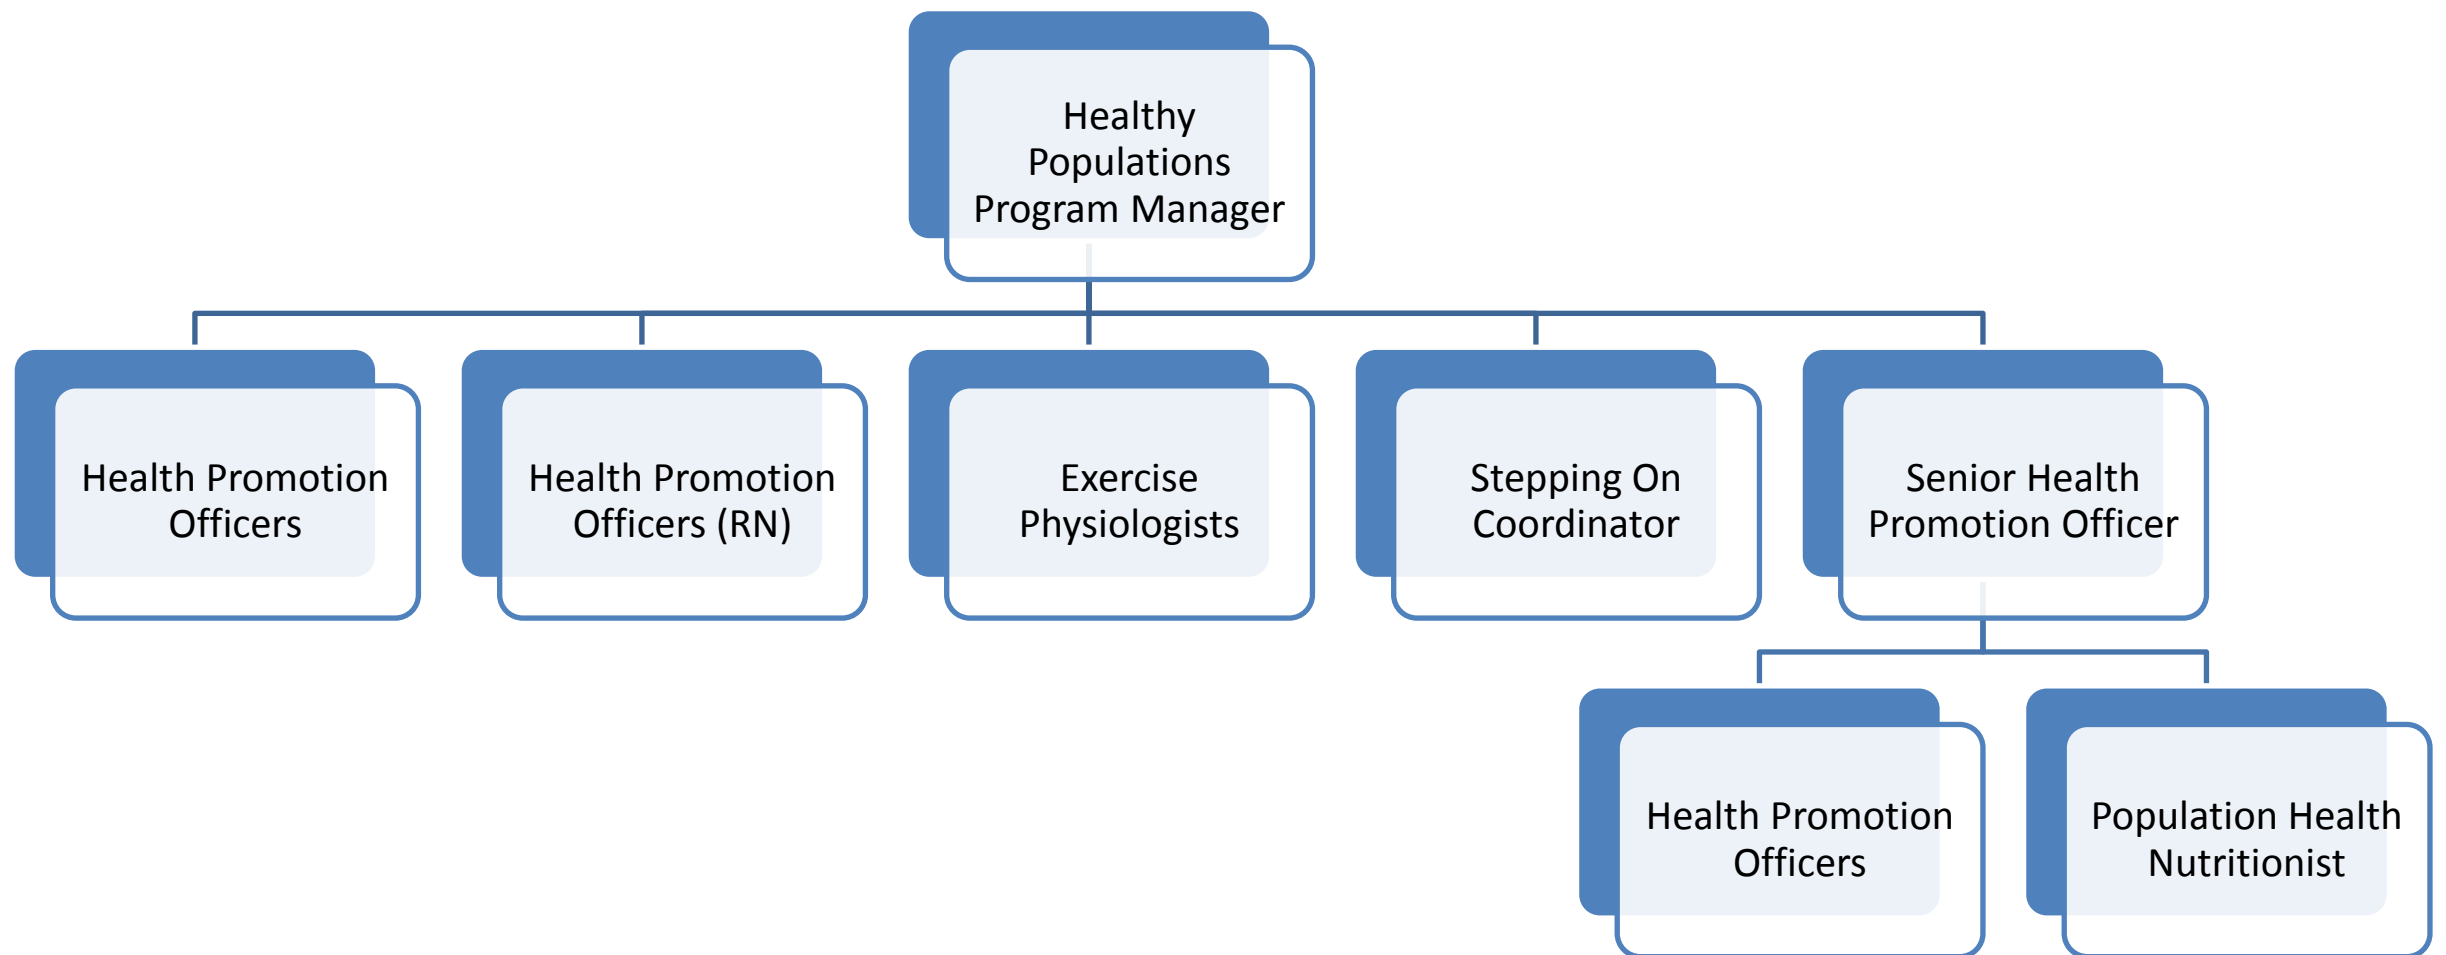 Healthy
Populations
Program Manager
Health Promotion
Officers
Health Promotion
Officers (RN)
Exercise
Physiologists
Stepping On
Coordinator
Senior Health
Promotion Officer
Health Promotion
Officers
Population Health
Nutritionist